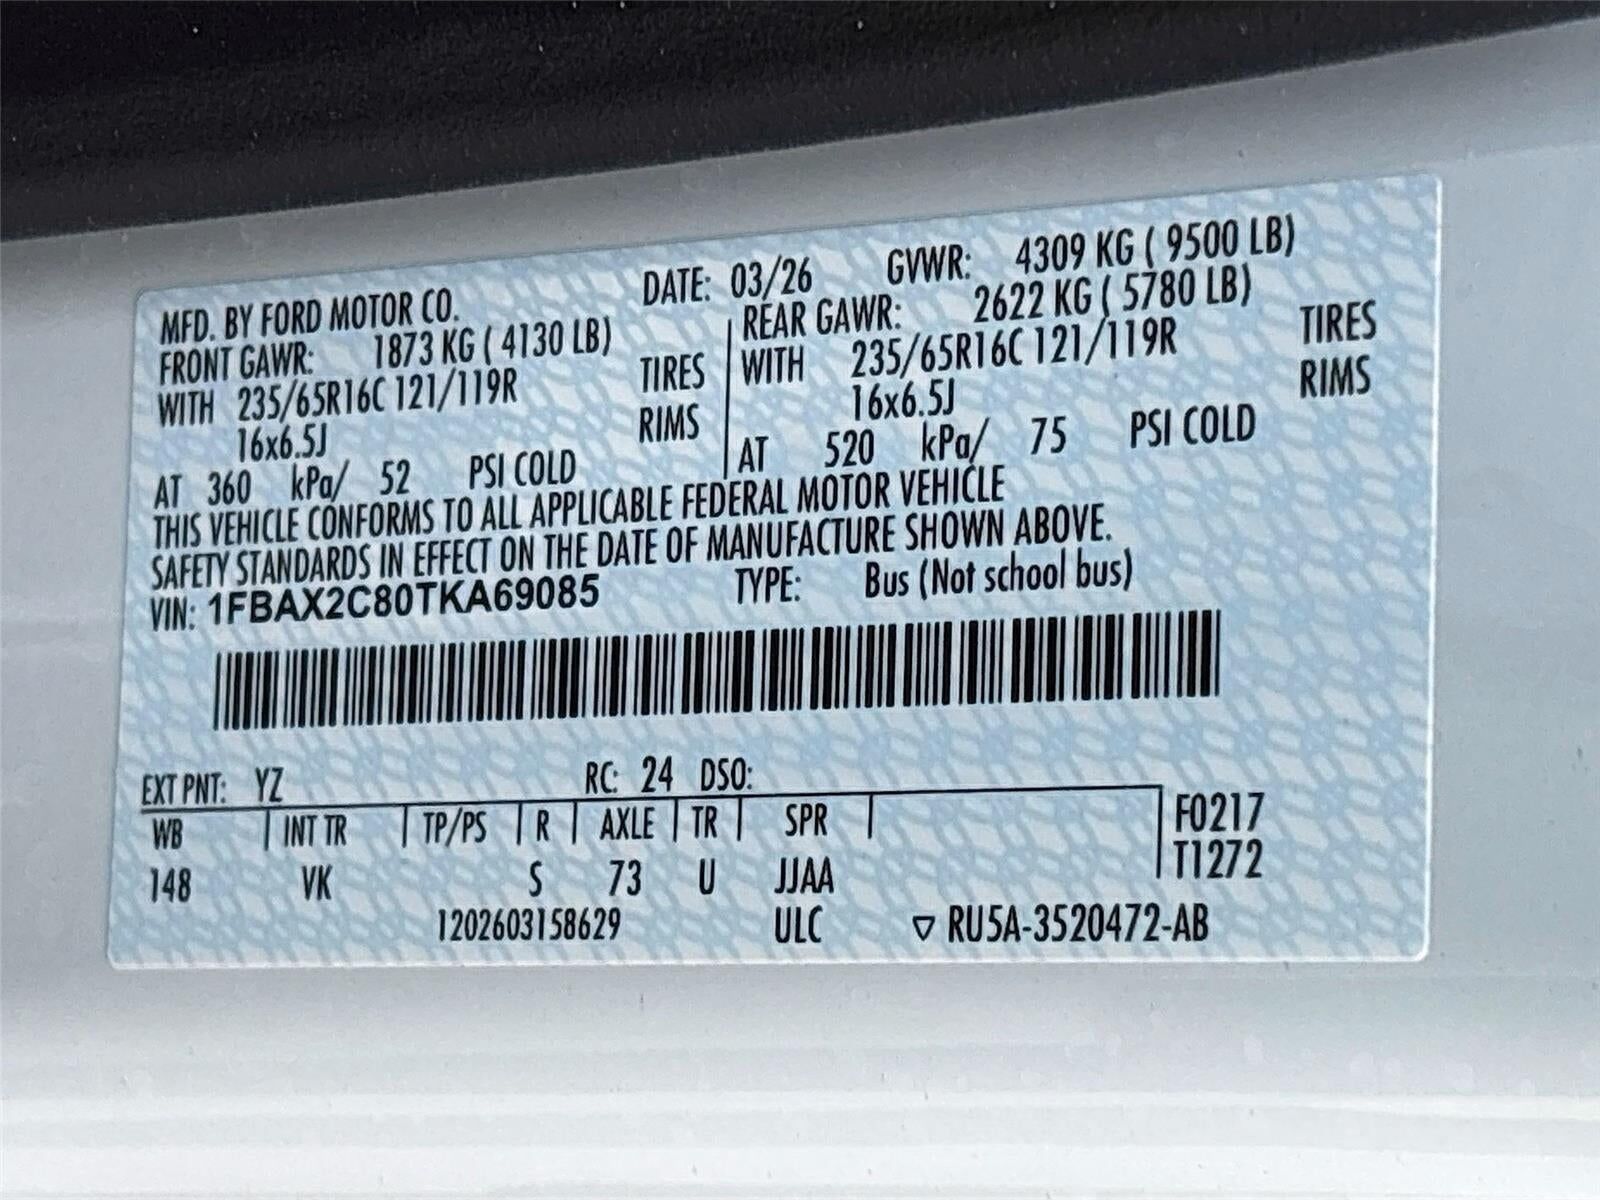 MFD. BY FORD MOTOR CO. DATE: 03/26 GVWR: 4309 KG ( 9500 LB)
FRONT GAWR: 1873 KG ( 4130 LB) REAR GAWR: 2622 KG ( 5780 LB)
WITH 235/65R16C 121/119R TIRES WITH 235/65R16C 121/119R TIRES
16x6.5J RIMS 16x6.5J RIMS
AT 360 kPa/ 52 PSI COLD AT 520 kPa/ 75 PSI COLD
THIS VEHICLE CONFORMS TO ALL APPLICABLE FEDERAL MOTOR VEHICLE
SAFETY STANDARDS IN EFFECT ON THE DATE OF MANUFACTURE SHOWN ABOVE.
VIN: 1FBAX2C80TKA69085 TYPE: Bus (Not school bus)
EXT PNT: YZ RC: 24 DSO:
WB INT TR TP/PS R AXLE TR SPR F0217
148 VK S 73 U JJAA T1272
1202603158629 ULC ▽ RU5A-3520472-AB